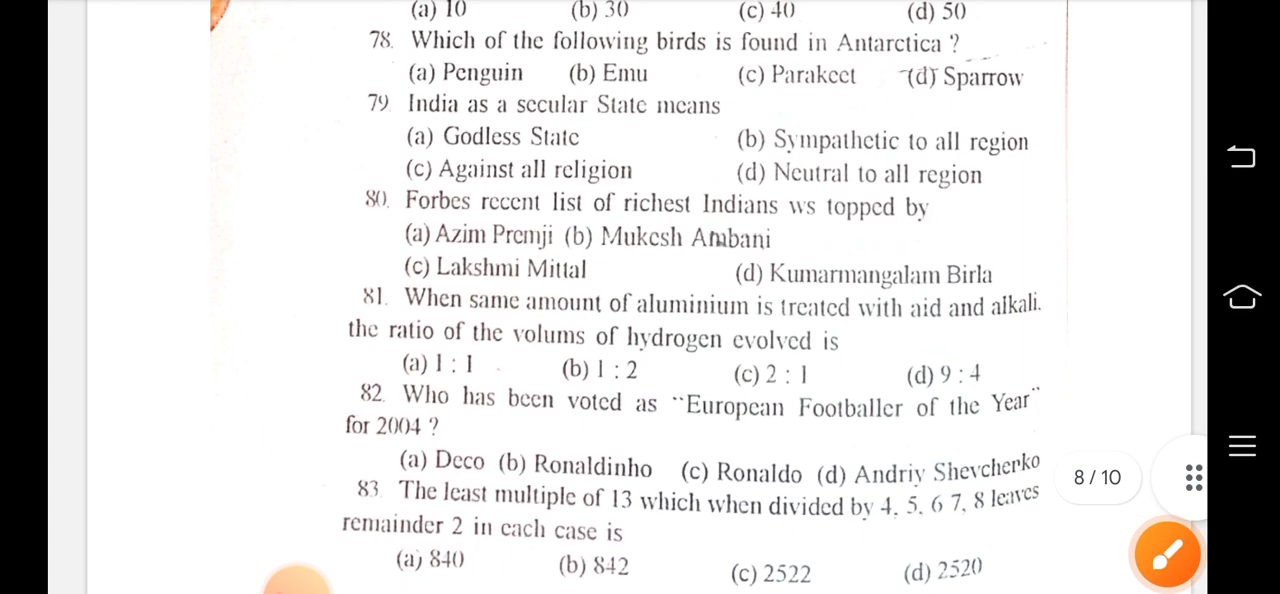 (a) 10 (b) 30 (c) 40 (d) 50
78. Which of the following birds is found in Antarctica ?
(a) Penguin (b) Emu (c) Parakeet (d) Sparrow
79. India as a secular State means
(a) Godless State (b) Sympathetic to all region
(c) Against all religion (d) Neutral to all region
80. Forbes recent list of richest Indians ws topped by
(a) Azim Premji (b) Mukesh Ambani
(c) Lakshmi Mittal (d) Kumarmangalam Birla
81. When same amount of aluminium is treated with aid and alkali.
the ratio of the volums of hydrogen evolved is
(a) 1 : 1 (b) 1 : 2 (c) 2 : 1 (d) 9 : 4
82. Who has been voted as "European Footballer of the Year"
for 2004 ?
(a) Deco (b) Ronaldinho (c) Ronaldo (d) Andriy Shevcherko
83. The least multiple of 13 which when divided by 4, 5, 6 7, 8 leaves
remainder 2 in each case is
(a) 840 (b) 842 (c) 2522 (d) 2520
8 / 10